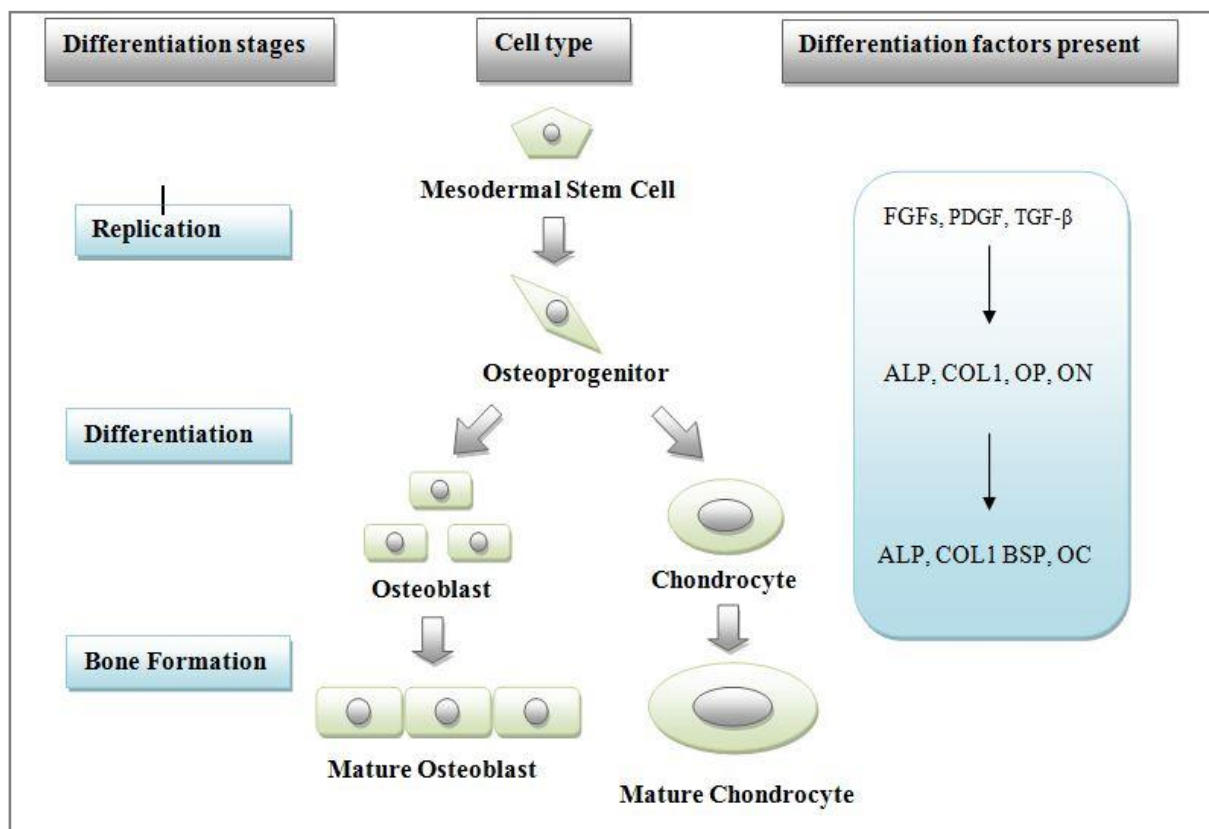 Differentiation stages
Cell type
Differentiation factors present
Mesodermal Stem Cell
Replication
FGFs, PDGF, TGF-β
Osteoprogenitor
ALP, COL1, OP, ON
Differentiation
Osteoblast
Chondrocyte
ALP, COL1 BSP, OC
Bone Formation
Mature Osteoblast
Mature Chondrocyte